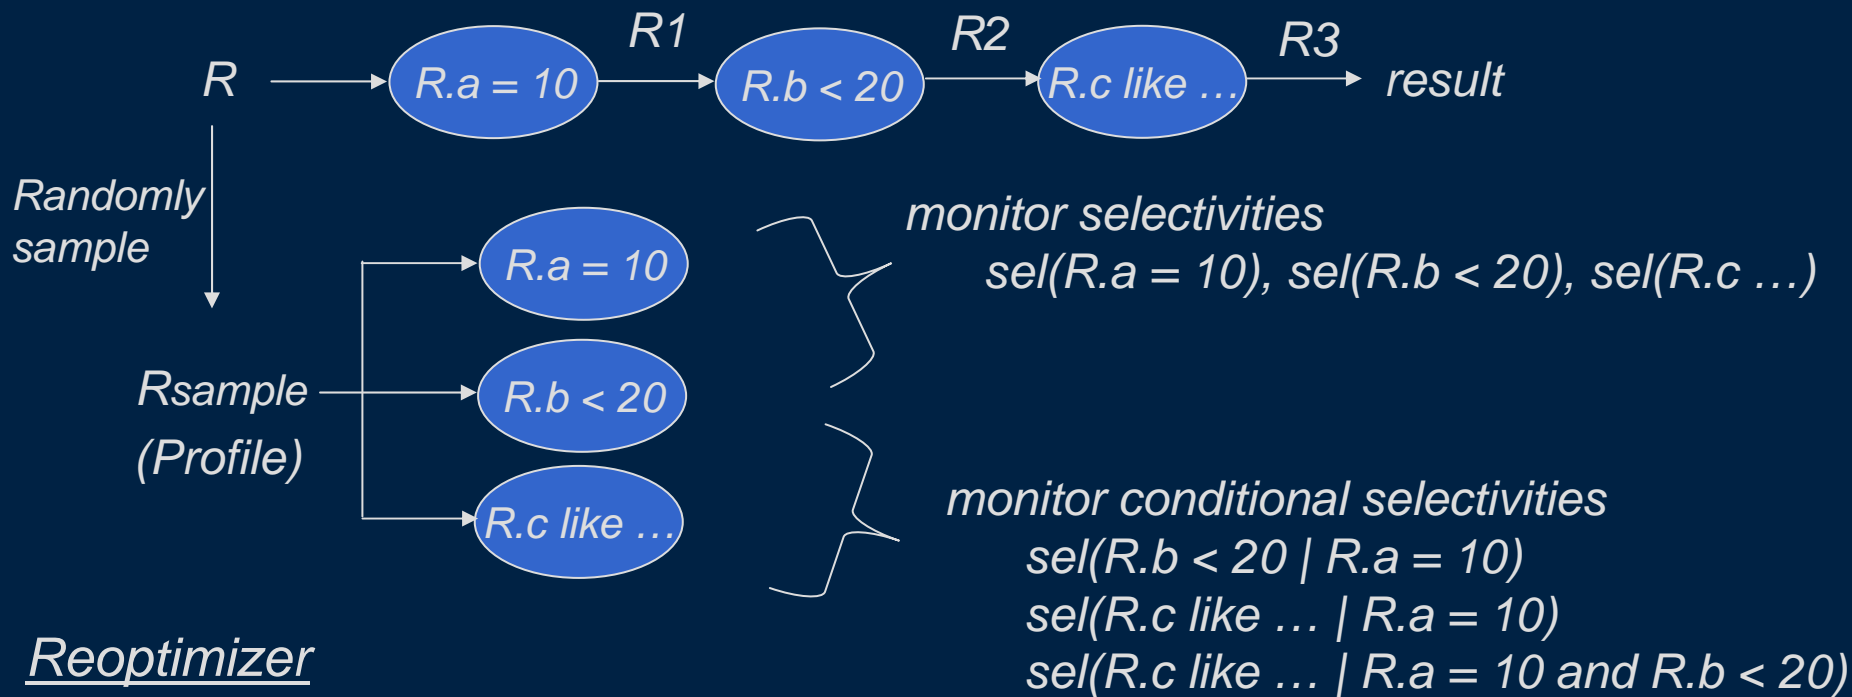 R
R.a = 10
R1
R.b < 20
R2
R.c like …
R3
result
Randomly
sample
Rsample
(Profile)
R.a = 10
R.b < 20
R.c like …
monitor selectivities
sel(R.a = 10), sel(R.b < 20), sel(R.c …)
monitor conditional selectivities
sel(R.b < 20 | R.a = 10)
sel(R.c like … | R.a = 10)
sel(R.c like … | R.a = 10 and R.b < 20)
Reoptimizer